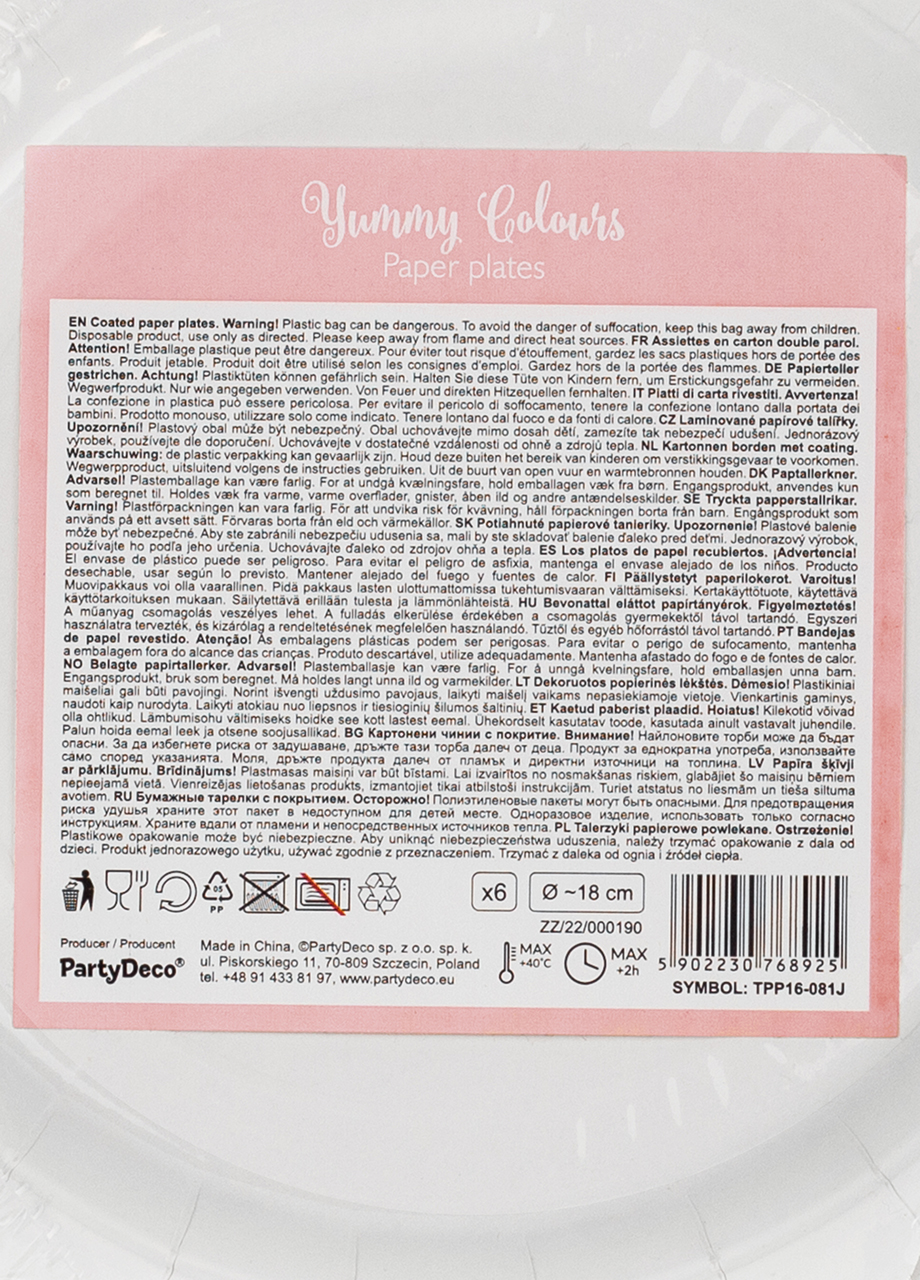 Yummy Colours
Paper plates
EN Coated paper plates. Warning! Plastic bag can be dangerous. To avoid the danger of suffocation, keep this bag away from children.
Disposable product, use only as directed. Please keep away from flame and direct heat sources. FR Assiettes en carton double parol.
Attention! Emballage plastique peut être dangereux. Pour éviter tout risque d'étouffement, gardez les sacs plastiques hors de portée des
enfants. Produit jetable. Produit doit être utilisé selon les consignes d'emploi. Gardez hors de la portée des flammes. DE Papierteller
gestrichen. Achtung! Plastiktüten können gefährlich sein. Halten Sie diese Tüte von Kindern fern, um Erstickungsgefahr zu vermeiden.
Wegwerfprodukt. Nur wie angegeben verwenden. Von Feuer und direkten Hitzequellen fernhalten. IT Piatti di carta rivestiti. Avvertenza!
La confezione in plastica può essere pericolosa. Per evitare il pericolo di soffocamento, tenere la confezione lontano dalla portata dei
bambini. Prodotto monouso, utilizzare solo come indicato. Tenere lontano dal fuoco e da fonti di calore. CZ Laminované papírové talířky.
Upozornění! Plastový obal může být nebezpečný. Obal uchovávejte mimo dosah dětí, zamezíte tak nebezpečí udušení. Jednorázový
výrobek, používejte dle doporučení. Uchovávejte v dostatečné vzdálenosti od ohně a zdrojů tepla. NL Kartonnen borden met coating.
Waarschuwing: de plastic verpakking kan gevaarlijk zijn. Houd deze buiten het bereik van kinderen om verstikkingsgevaar te voorkomen.
Wegwerpproduct, uitsluitend volgens de instructies gebruiken. Uit de buurt van open vuur en warmtebronnen houden. DK Paptallerkner.
Advarsel! Plastemballage kan være farlig. For at undgå kvælningsfare, hold emballagen væk fra børn. Engangsprodukt, anvendes kun
som beregnet til. Holdes væk fra varme, varme overflader, gnister, åben ild og andre antændelseskilder. SE Tryckta papperstallrikar.
Varning! Plastförpackningen kan vara farlig. För att undvika risk för kvävning, håll förpackningen borta från barn. Engångsprodukt som
används på ett avsett sätt. Förvaras borta från eld och värmekällor. SK Potiahnuté papierové tanieriky. Upozornenie! Plastové balenie
môže byť nebezpečné. Aby ste zabránili nebezpečiu udusenia sa, mali by ste skladovať balenie ďaleko pred deťmi. Jednorazový výrobok,
používajte ho podľa jeho určenia. Uchovávajte ďaleko od zdrojov ohňa a tepla. ES Los platos de papel recubiertos. ¡Advertencia!
El envase de plástico puede ser peligroso. Para evitar el peligro de asfixia, mantenga el envase alejado de los niños. Producto
desechable, usar según lo previsto. Mantener alejado del fuego y fuentes de calor. FI Päällystetyt paperilokerot. Varoitus!
Muovipakkaus voi olla vaarallinen. Pidä pakkaus lasten ulottumattomissa tukehtumisvaaran välttämiseksi. Kertakäyttötuote, käytettävä
käyttötarkoituksen mukaan. Säilytettävä erillään tulesta ja lämmönlähteistä. HU Bevonattal eláttot papirtányérok. Figyelmeztetés!
A műanyag csomagolás veszélyes lehet. A fulladás elkerülése érdekében a csomagolás gyermekektől távol tartandó. Egyszeri
használatra tervezték, és kizárólag a rendeltetésének megfelelően használandó. Tűztől és egyéb hőforrástól távol tartandó. PT Bandejas
de papel revestido. Atenção! As embalagens plásticas podem ser perigosas. Para evitar o perigo de sufocamento, mantenha
a embalagem fora do alcance das crianças. Produto descartável, utilize adequadamente. Mantenha afastado do fogo e de fontes de calor.
NO Belagte papirtallerker. Advarsel! Plastemballasje kan være farlig. For å unngå kvelningsfare, hold emballasjen unna barn.
Engangsprodukt, bruk som beregnet. Må holdes langt unna ild og varmekilder. LT Dekoruotos popierinės lėkštės. Dėmesio! Plastikiniai
maišeliai gali būti pavojingi. Norint išvengti uždusimo pavojaus, laikyti maišelį vaikams nepasiekiamoje vietoje. Vienkartinis gaminys,
naudoti kaip nurodyta. Laikyti atokiau nuo liepsnos ir tiesioginių šilumos šaltinių. ET Kaetud paberist plaadid. Hoiatus! Kilekotid võivad
olla ohtlikud. Lämbumisohu vältimiseks hoidke see kott lastest eemal. Ühekordselt kasutatav toode, kasutada ainult vastavalt juhendile.
Palun hoida eemal leek ja otsene soojusallikad. BG Картонени чинии с покритие. Внимание! Найлоновите торби може да бъдат
опасни. За да избегнете риска от задушаване, дръжте тази торба далеч от деца. Продукт за еднократна употреба, използвайте
само според указанията. Моля, дръжте продукта далеч от пламък и директни източници на топлина. LV Papīra šķīvji
ar pārklājumu. Brīdinājums! Plastmasas maisiņi var būt bīstami. Lai izvairītos no nosmakšanas riskiem, glabājiet šo maisiņu bērniem
nepieejamā vietā. Vienreizējas lietošanas produkts, izmantojiet tikai atbilstoši instrukcijām. Turiet atstatus no liesmām un tieša siltuma
avotiem. RU Бумажные тарелки с покрытием. Осторожно! Полиэтиленовые пакеты могут быть опасными. Для предотвращения
риска удушья храните этот пакет в недоступном для детей месте. Одноразовое изделие, использовать только согласно
инструкциям. Храните вдали от пламени и непосредственных источников тепла. PL Talerzyki papierowe powlekane. Ostrzeżenie!
Plastikowe opakowanie może być niebezpieczne. Aby uniknąć niebezpieczeństwa uduszenia, należy trzymać opakowanie z dala od
dzieci. Produkt jednorazowego użytku, używać zgodnie z przeznaczeniem. Trzymać z daleka od ognia i źródeł ciepła.
05
PP
x6
Ø ~18 cm
ZZ/22/000190
Producer / Producent
PartyDeco®
Made in China, ©PartyDeco sp. z o.o. sp. k.
ul. Piskorskiego 11, 70-809 Szczecin, Poland
tel. +48 91 433 81 97, www.partydeco.eu
MAX
+40°C
MAX
+2h
5 902230 768925
SYMBOL: TPP16-081J